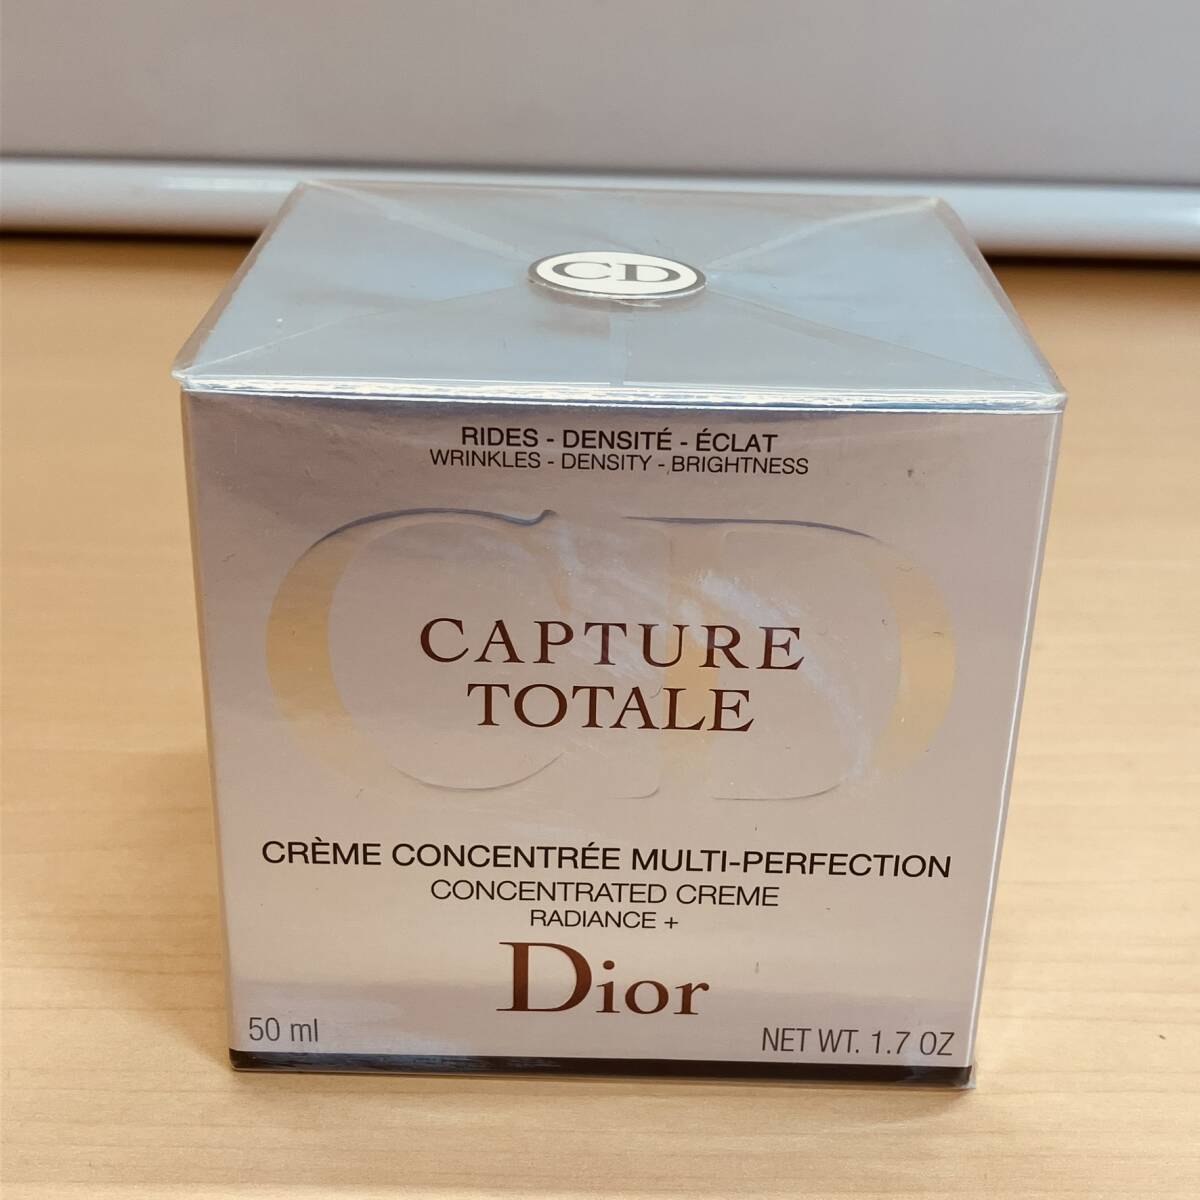 CD
RIDES - DENSITÉ - ÉCLAT
WRINKLES - DENSITY - BRIGHTNESS
CD
CAPTURE
TOTALE
CRÈME CONCENTRÉE MULTI-PERFECTION
CONCENTRATED CREME
RADIANCE +
Dior
50 ml
NET WT. 1.7 OZ